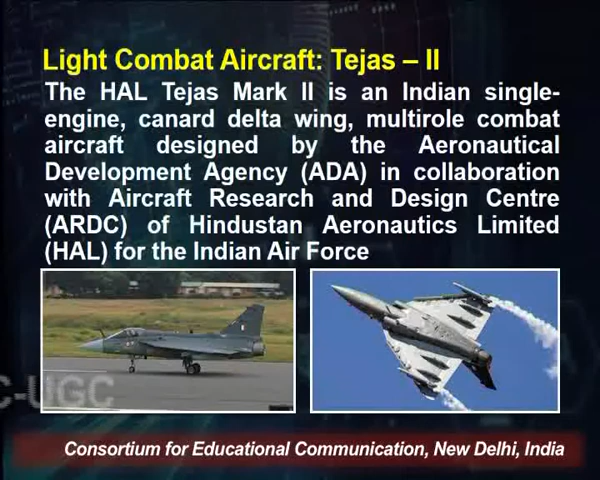 Light Combat Aircraft: Tejas – II
The HAL Tejas Mark II is an Indian single-
engine, canard delta wing, multirole combat
aircraft designed by the Aeronautical
Development Agency (ADA) in collaboration
with Aircraft Research and Design Centre
(ARDC) of Hindustan Aeronautics Limited
(HAL) for the Indian Air Force
C-UGC
Consortium for Educational Communication, New Delhi, India